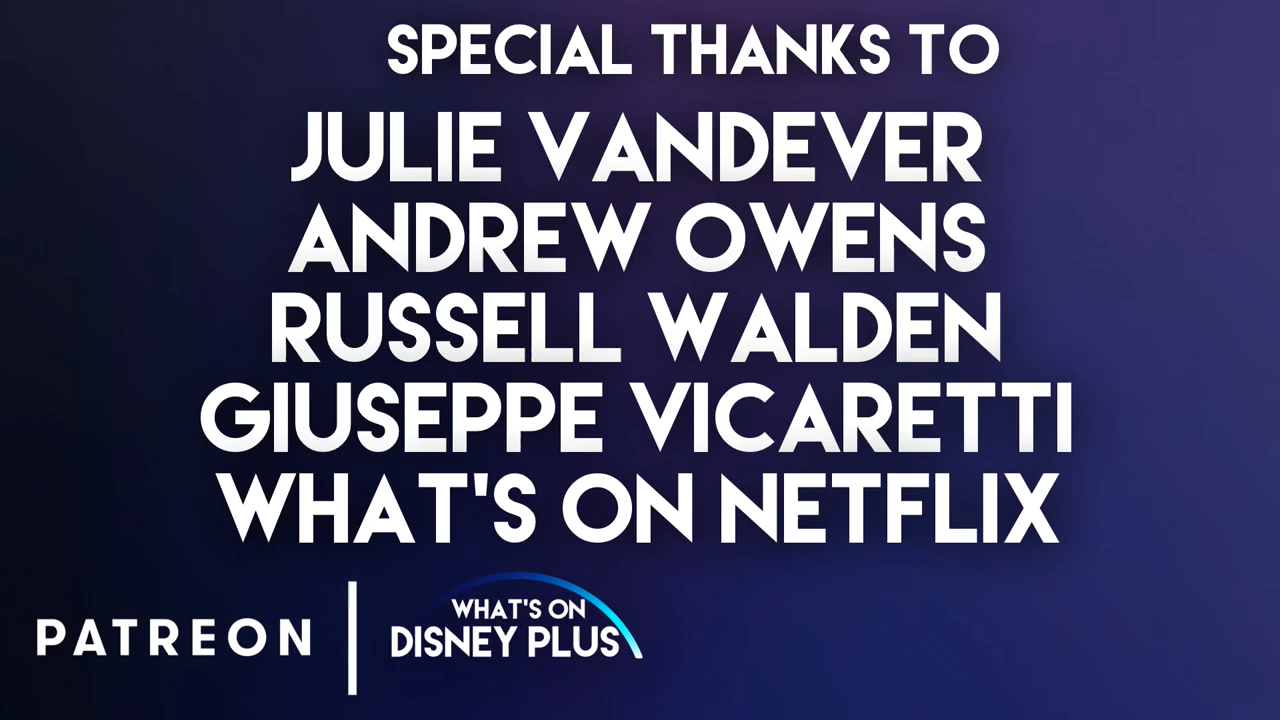 SPECIAL THANKS TO
JULIE VANDEVER
ANDREW OWENS
RUSSELL WALDEN
GIUSEPPE VICARETTI
WHAT'S ON NETFLIX
PATREON
WHAT'S ON
DISNEY PLUS